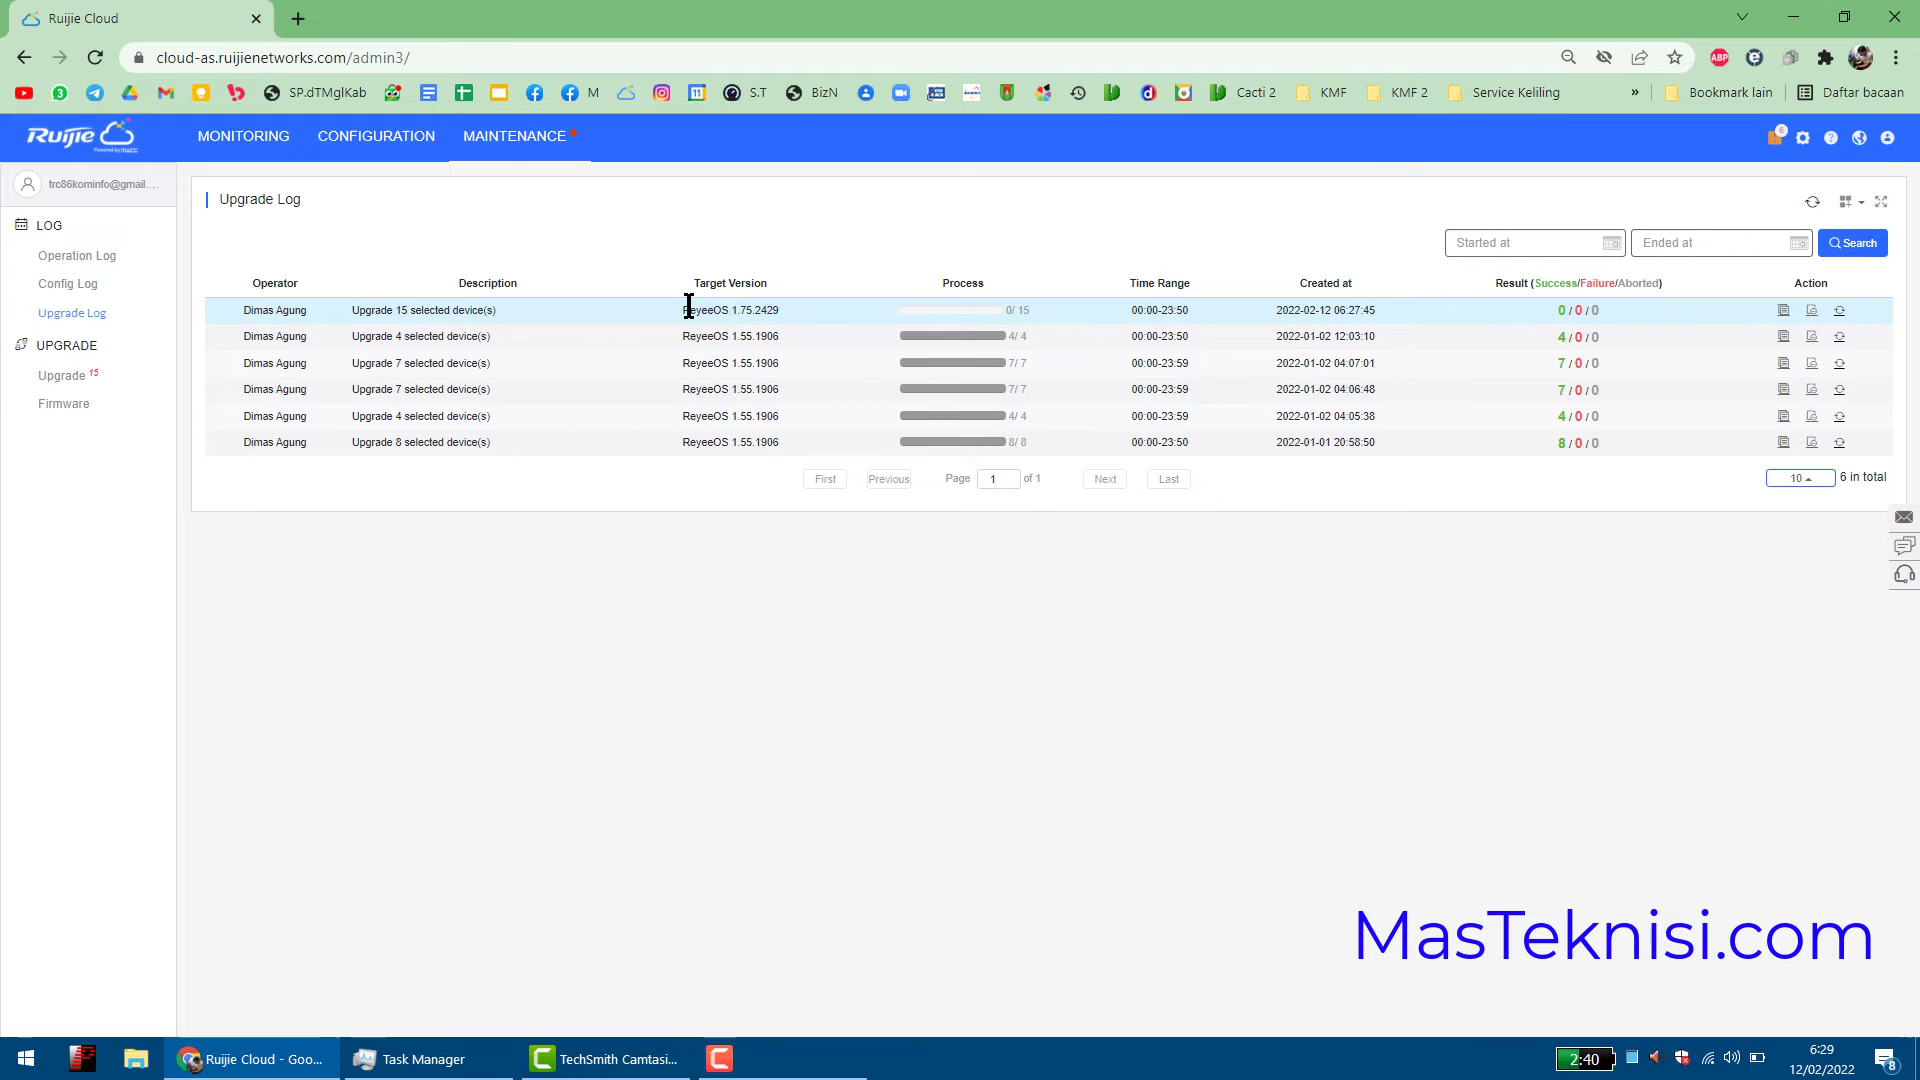 Ruijie Cloud
cloud-as.ruijienetworks.com/admin3/
ABP
SP.dTMglKab
M
S.T
BizN
Cacti 2
KMF
KMF 2
Service Keliling
»
Bookmark lain
Daftar bacaan
Ruijie
MONITORING
CONFIGURATION
MAINTENANCE
6
trc86kominfo@gmail....
LOG
Operation Log
Config Log
Upgrade Log
UPGRADE
Upgrade 15
Firmware
Upgrade Log
Started at
Ended at
Search
Operator Description Target Version Process Time Range Created at Result (Success/Failure/Aborted) Action
Dimas Agung Upgrade 15 selected device(s) ReyeeOS 1.75.2429 0/ 15 00:00-23:50 2022-02-12 06:27:45 0 / 0 / 0
Dimas Agung Upgrade 4 selected device(s) ReyeeOS 1.55.1906 4/ 4 00:00-23:50 2022-01-02 12:03:10 4 / 0 / 0
Dimas Agung Upgrade 7 selected device(s) ReyeeOS 1.55.1906 7/ 7 00:00-23:59 2022-01-02 04:07:01 7 / 0 / 0
Dimas Agung Upgrade 7 selected device(s) ReyeeOS 1.55.1906 7/ 7 00:00-23:59 2022-01-02 04:06:48 7 / 0 / 0
Dimas Agung Upgrade 4 selected device(s) ReyeeOS 1.55.1906 4/ 4 00:00-23:59 2022-01-02 04:05:38 4 / 0 / 0
Dimas Agung Upgrade 8 selected device(s) ReyeeOS 1.55.1906 8/ 8 00:00-23:50 2022-01-01 20:58:50 8 / 0 / 0
First Previous Page 1 of 1 Next Last
10 6 in total
MasTeknisi.com
Ruijie Cloud - Goo...
Task Manager
TechSmith Camtasi...
2:40
6:29
12/02/2022
8